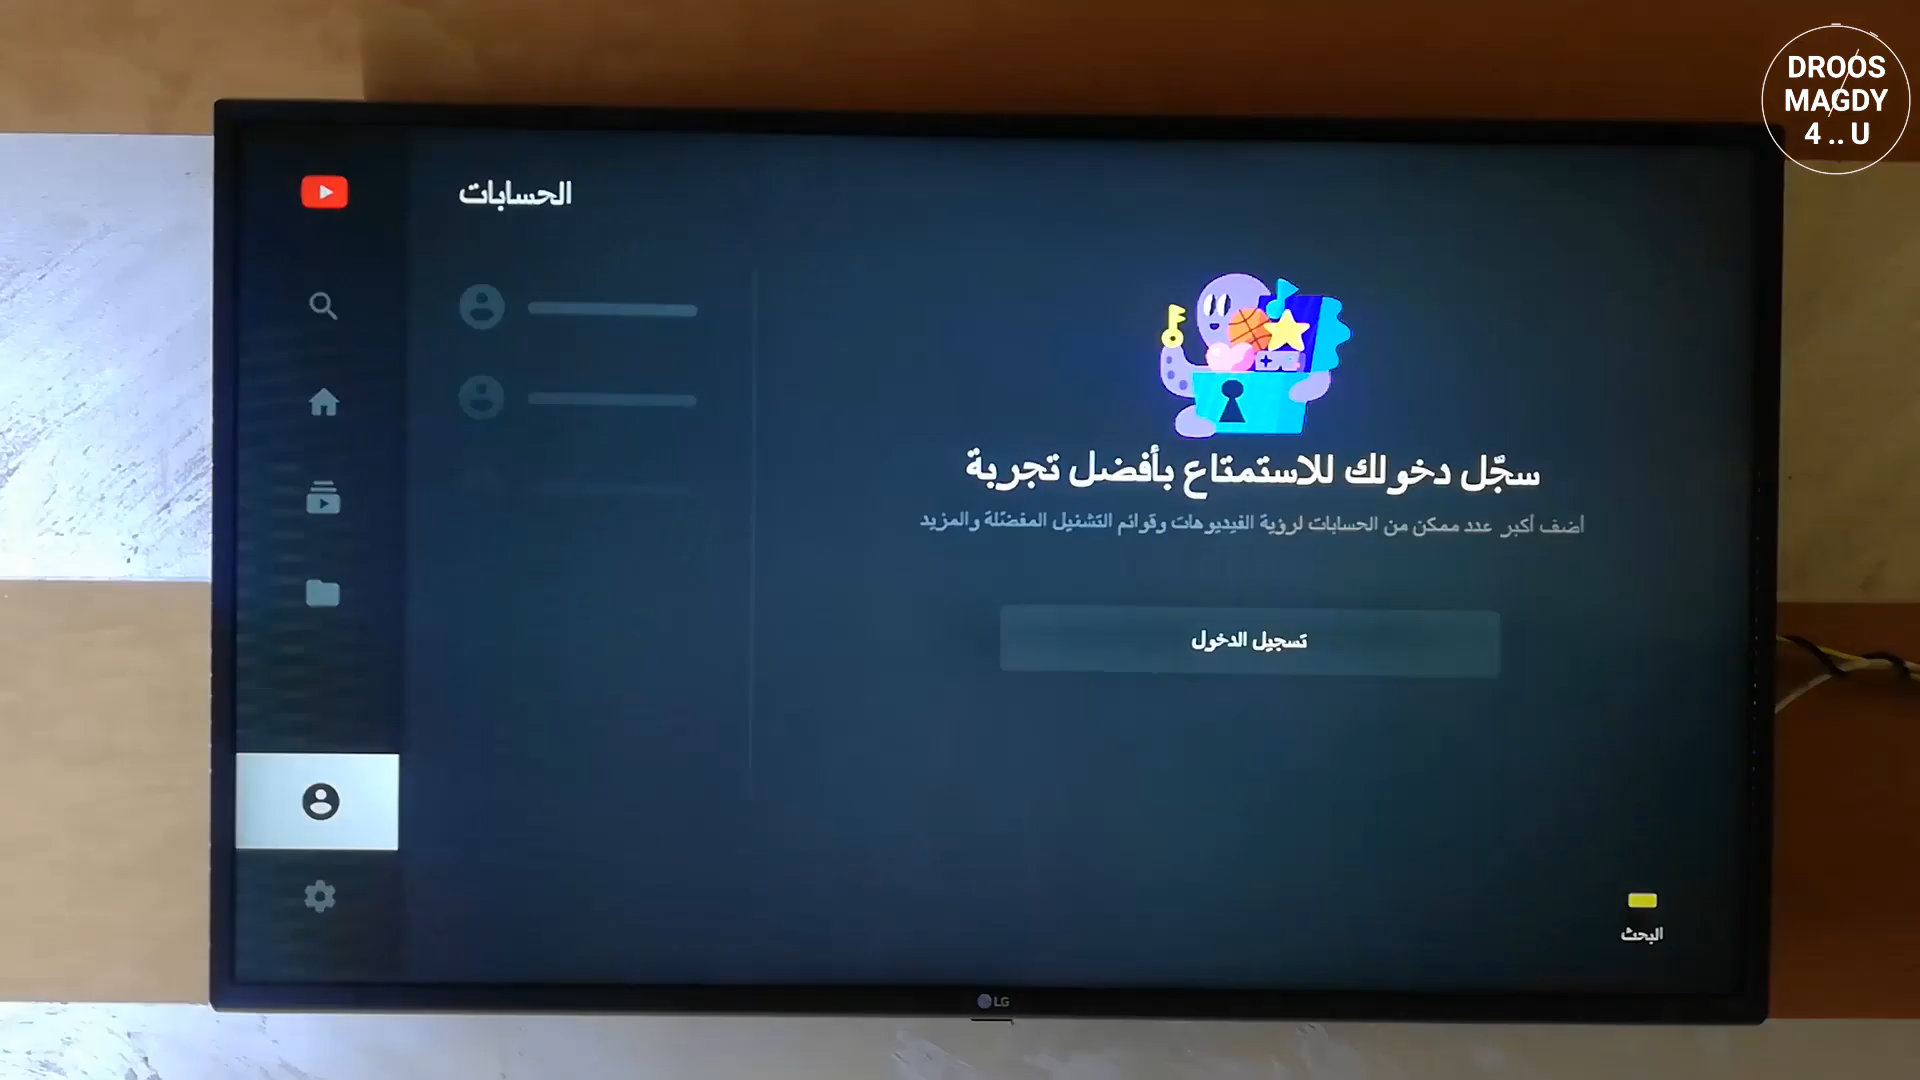 DROOS
MAGDY
4 .. U
الحسابات
سجّل دخولك للاستمتاع بأفضل تجربة
أضف أكبر عدد ممكن من الحسابات لرؤية الفيديوهات وقوائم التشغيل المفضّلة والمزيد
تسجيل الدخول
البحث
LG